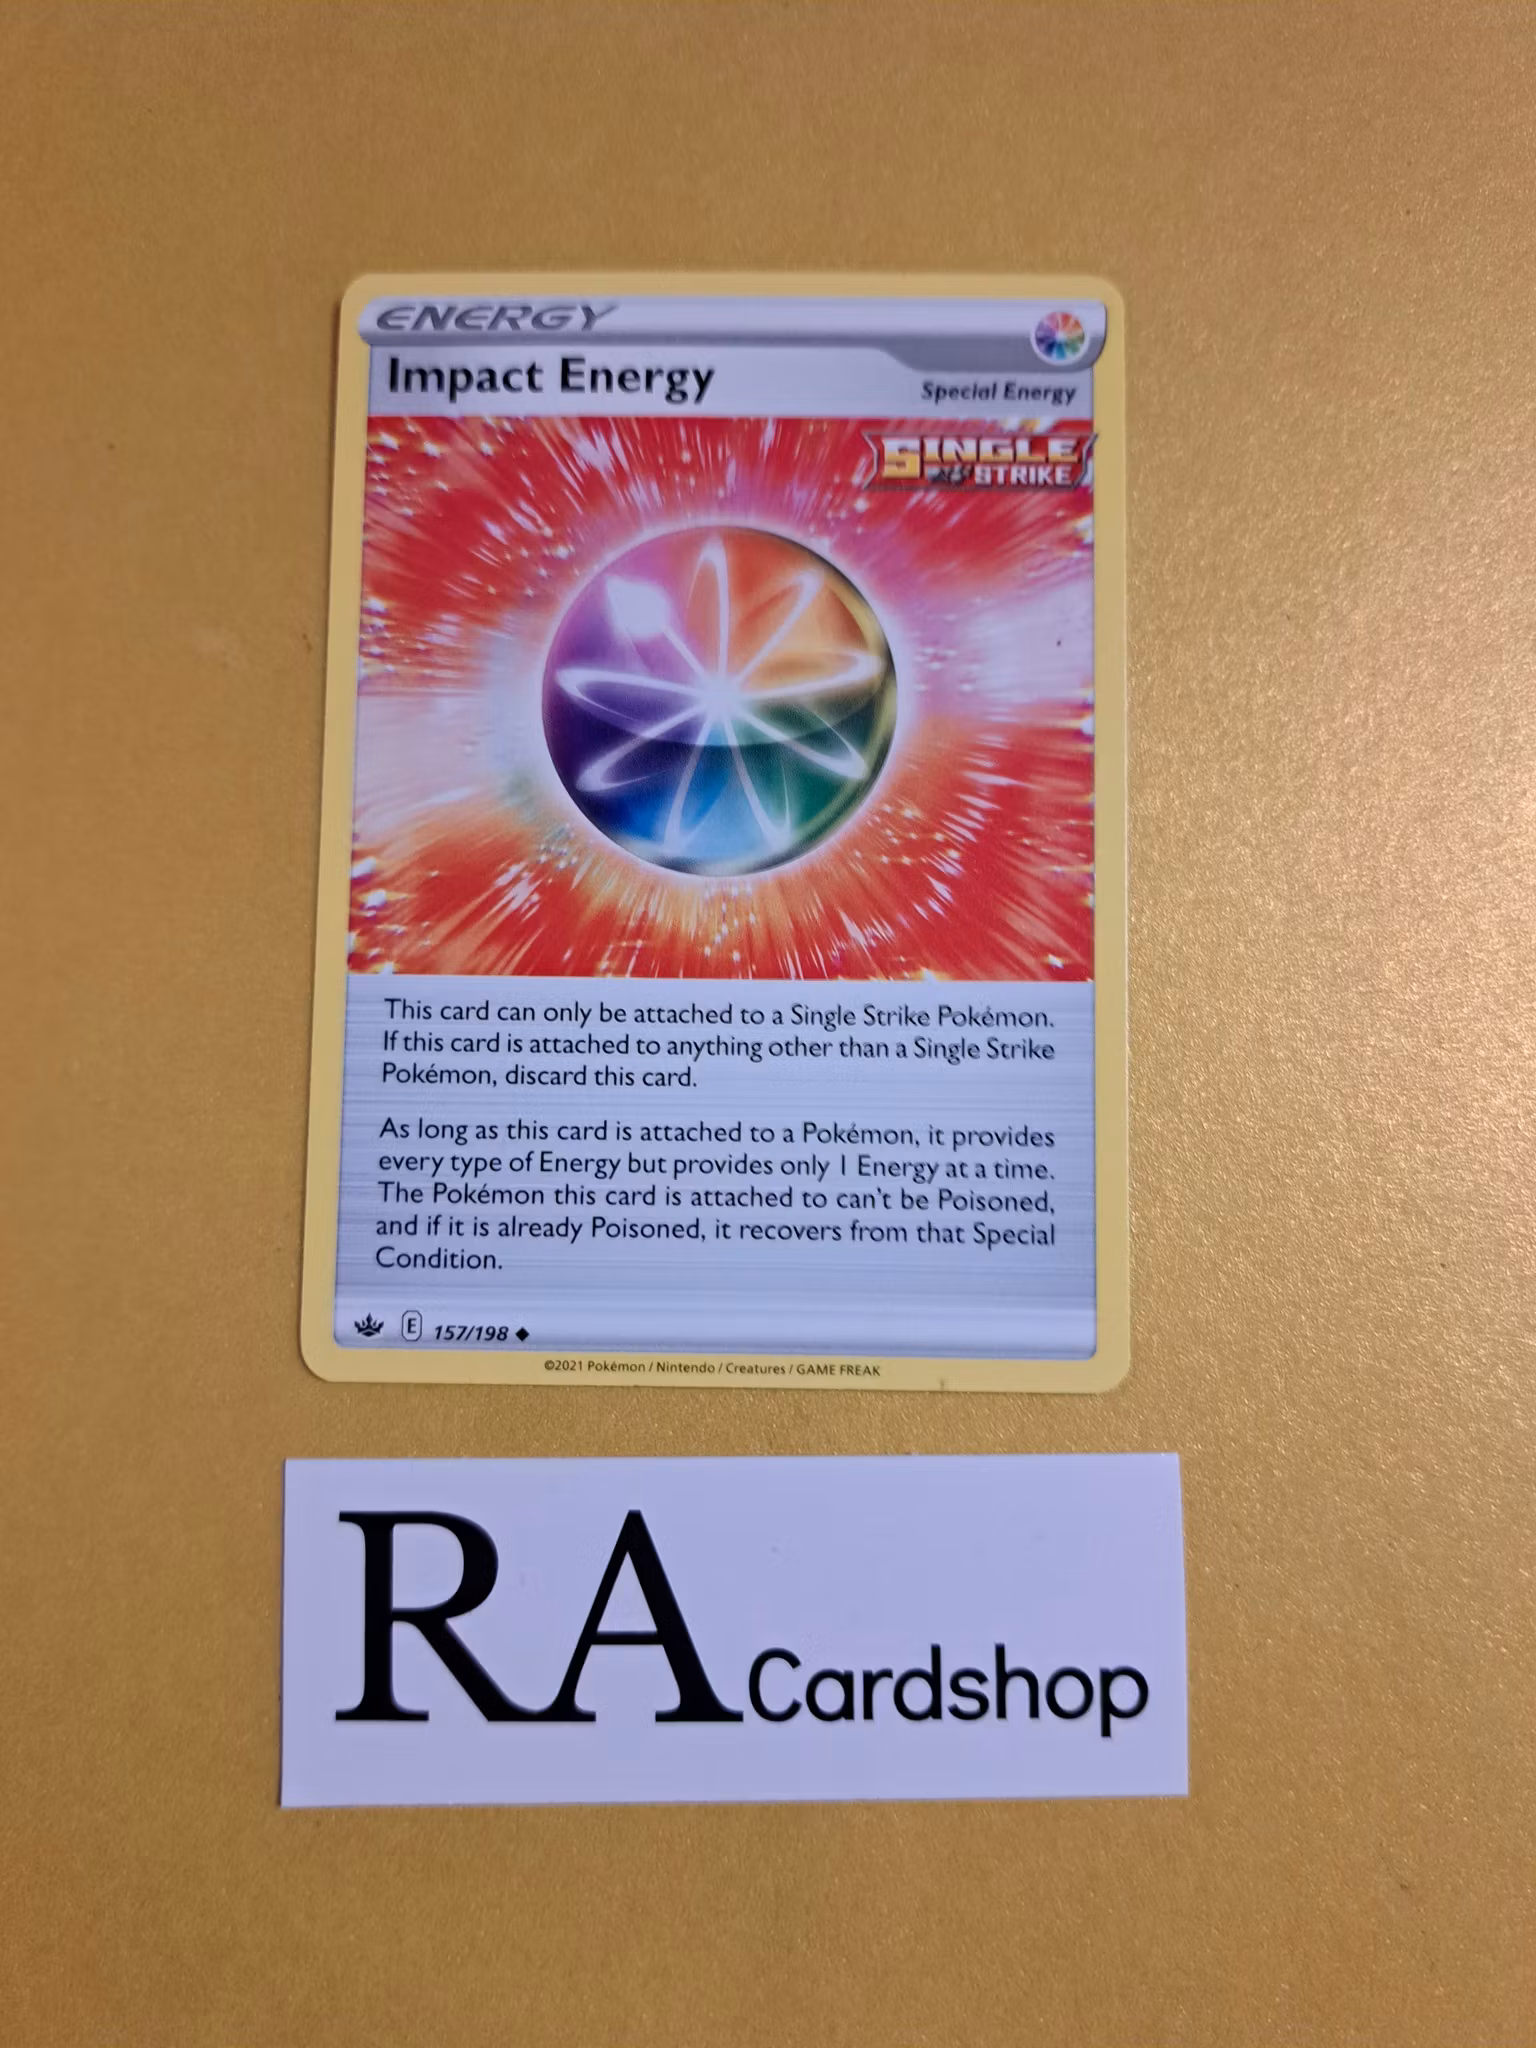 ENERGY
Impact Energy
Special Energy
SINGLE
STRIKE
This card can only be attached to a Single Strike Pokémon.
If this card is attached to anything other than a Single Strike
Pokémon, discard this card.
As long as this card is attached to a Pokémon, it provides
every type of Energy but provides only 1 Energy at a time.
The Pokémon this card is attached to can't be Poisoned,
and if it is already Poisoned, it recovers from that Special
Condition.
E 157/198
©2021 Pokémon / Nintendo / Creatures / GAME FREAK
RA Cardshop